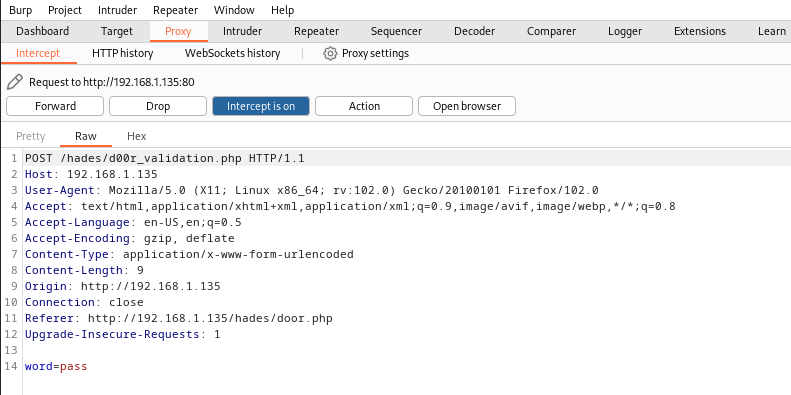 Burp Project Intruder Repeater Window Help
Dashboard Target Proxy Intruder Repeater Sequencer Decoder Comparer Logger Extensions Learn
Intercept HTTP history WebSockets history Proxy settings
Request to http://192.168.1.135:80
Forward Drop Intercept is on Action Open browser
Pretty Raw Hex
1 POST /hades/d00r_validation.php HTTP/1.1
2 Host: 192.168.1.135
3 User-Agent: Mozilla/5.0 (X11; Linux x86_64; rv:102.0) Gecko/20100101 Firefox/102.0
4 Accept: text/html,application/xhtml+xml,application/xml;q=0.9,image/avif,image/webp,*/*;q=0.8
5 Accept-Language: en-US,en;q=0.5
6 Accept-Encoding: gzip, deflate
7 Content-Type: application/x-www-form-urlencoded
8 Content-Length: 9
9 Origin: http://192.168.1.135
10 Connection: close
11 Referer: http://192.168.1.135/hades/door.php
12 Upgrade-Insecure-Requests: 1
13
14 word=pass